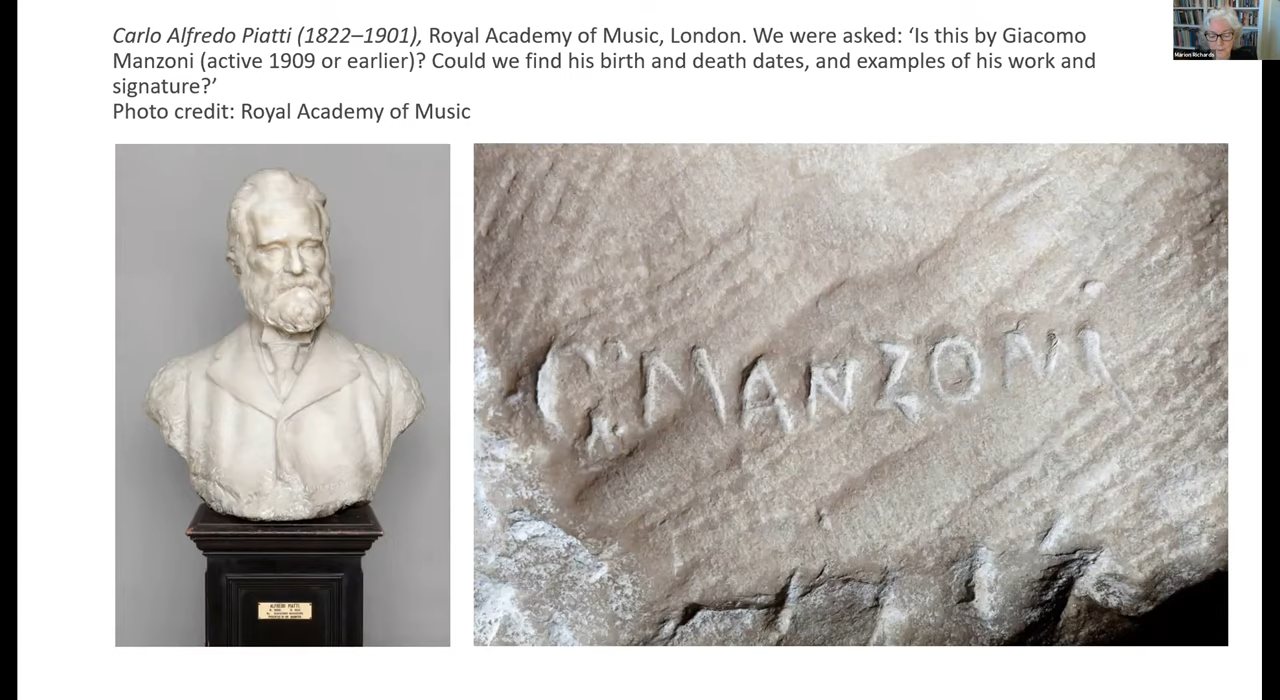 Carlo Alfredo Piatti (1822–1901), Royal Academy of Music, London. We were asked: ‘Is this by Giacomo
Manzoni (active 1909 or earlier)? Could we find his birth and death dates, and examples of his work and
signature?’
Photo credit: Royal Academy of Music
Marion Richards
ALFREDO PIATTI
G. MANZONI